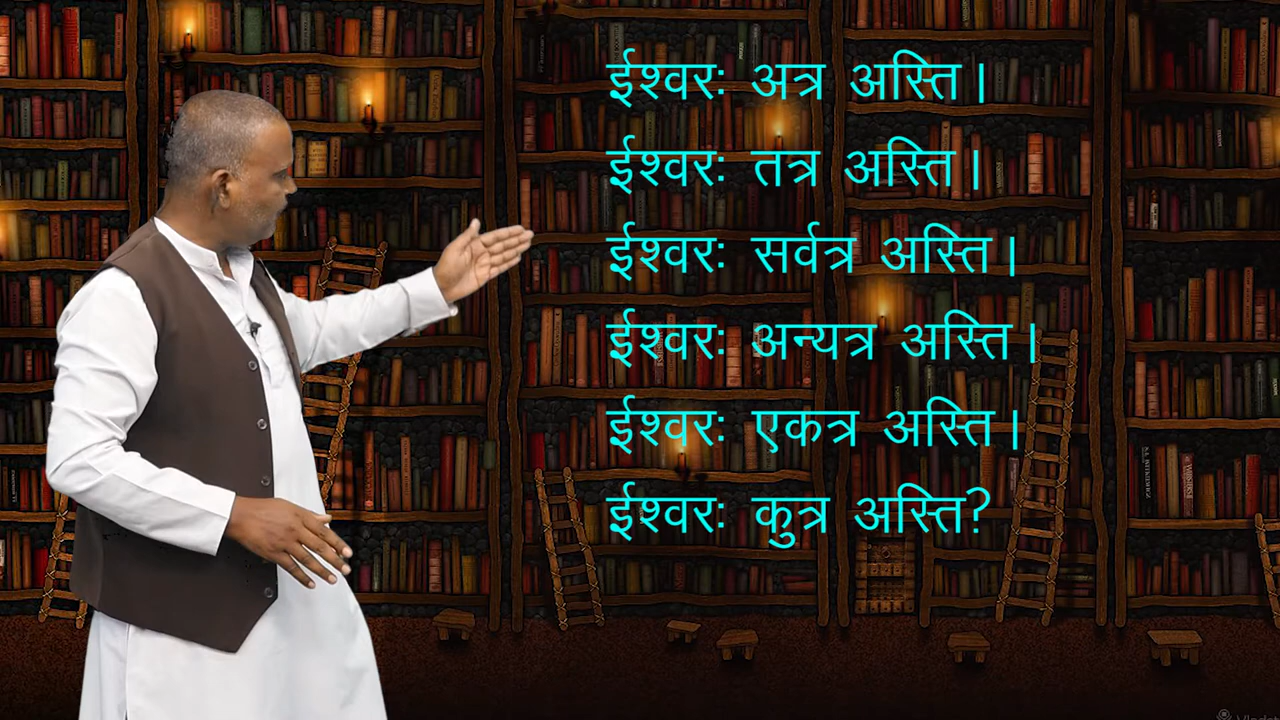 ईश्वरः अत्र अस्ति।
ईश्वरः तत्र अस्ति।
ईश्वरः सर्वत्र अस्ति।
ईश्वरः अन्यत्र अस्ति।
ईश्वरः एकत्र अस्ति।
ईश्वरः कुत्र अस्ति?